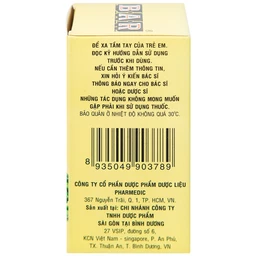 BAR
ĐỂ XA TẦM TAY CỦA TRẺ EM.
ĐỌC KỸ HƯỚNG DẪN SỬ DỤNG
TRƯỚC KHI DÙNG.
NẾU CẦN THÊM THÔNG TIN,
XIN HỎI Ý KIẾN BÁC SĨ
THÔNG BÁO NGAY CHO BÁC SĨ
HOẶC DƯỢC SĨ
NHỮNG TÁC DỤNG KHÔNG MONG MUỐN
GẶP PHẢI KHI SỬ DỤNG THUỐC.
BẢO QUẢN Ở NHIỆT ĐỘ KHÔNG QUÁ 30°C.
8 935049 903789
CÔNG TY CỔ PHẦN DƯỢC PHẨM DƯỢC LIỆU
PHARMEDIC
367 Nguyễn Trãi, Q.1, TP. HCM, VN.
Sản xuất tại: CHI NHÁNH CÔNG TY
TNHH DƯỢC PHẨM
SÀI GÒN TẠI BÌNH DƯƠNG
27 VSIP, đường số 6,
KCN Việt Nam - singapore, P. An Phú,
TX. Thuận An, T. Bình Dương, VN